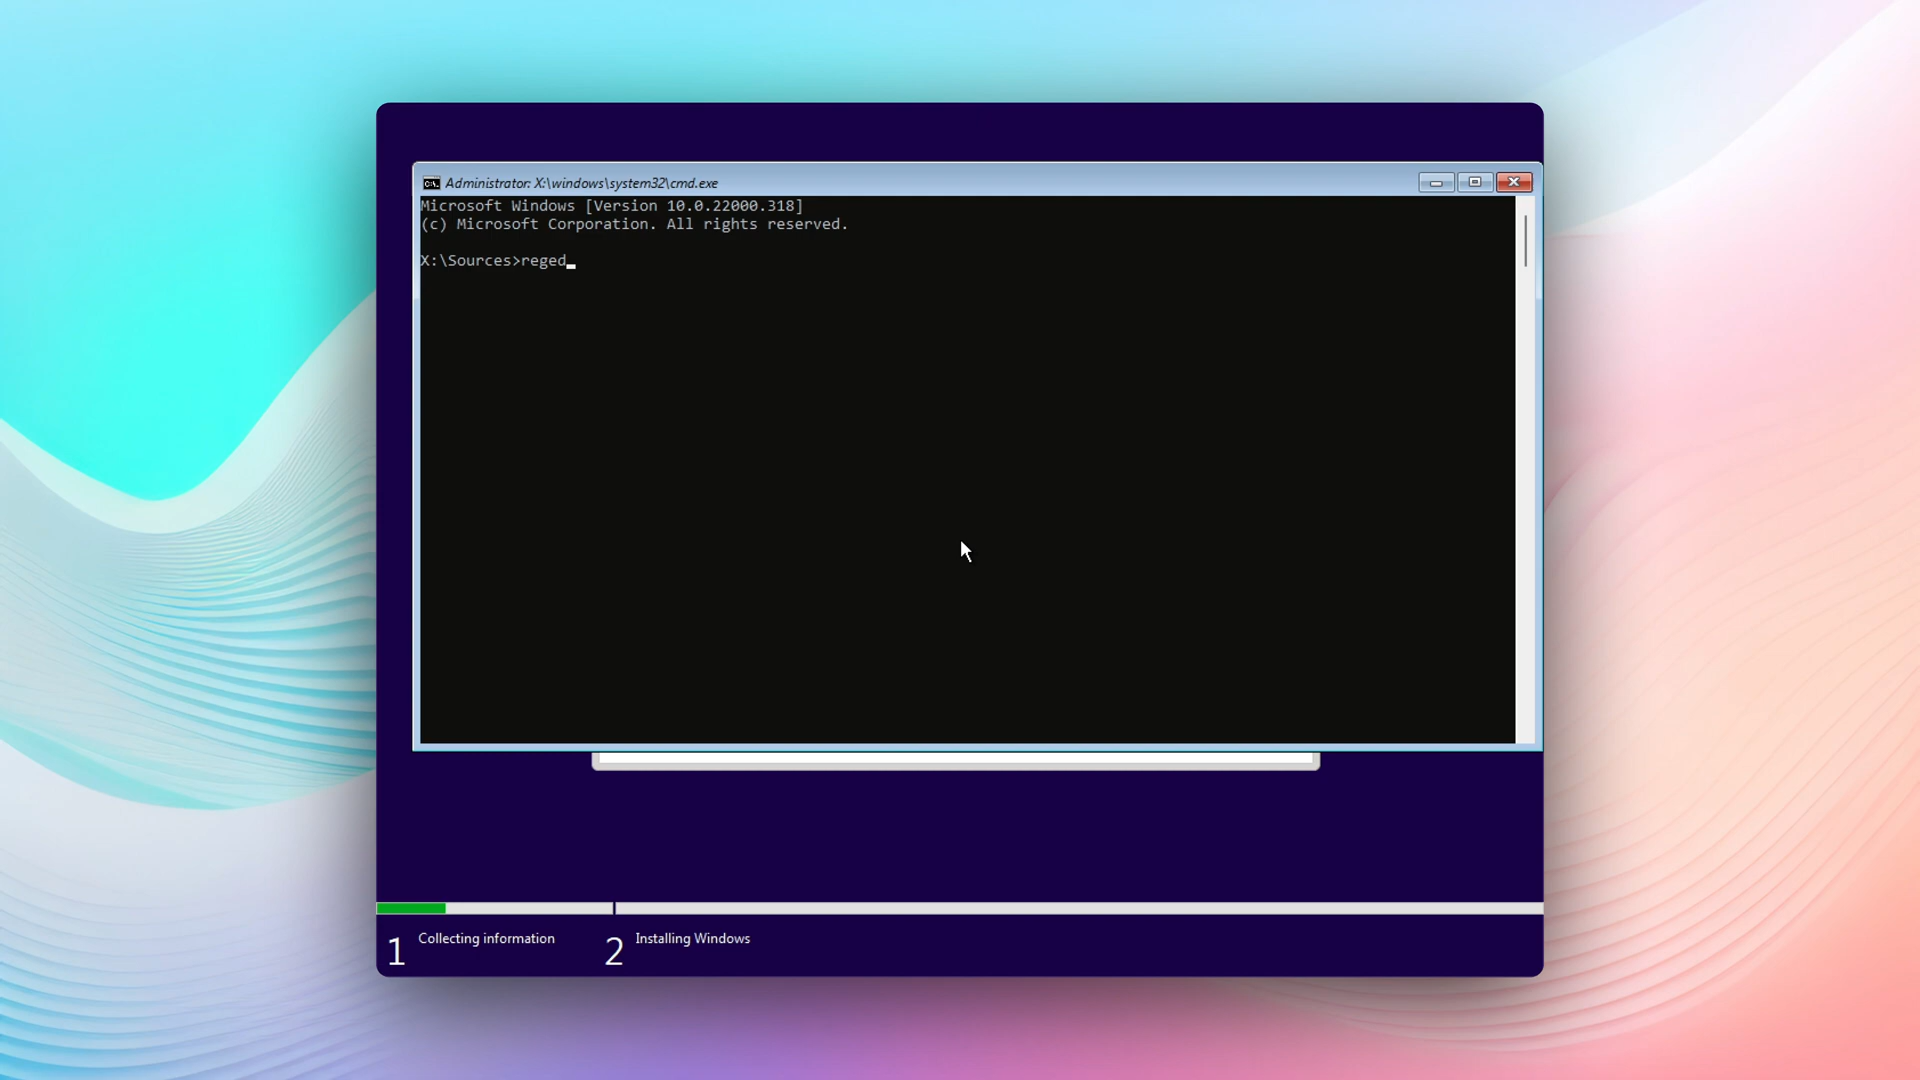 Administrator: X:\windows\system32\cmd.exe
Microsoft Windows [Version 10.0.22000.318]
(c) Microsoft Corporation. All rights reserved.
X:\Sources>reged_
1 Collecting information
2 Installing Windows